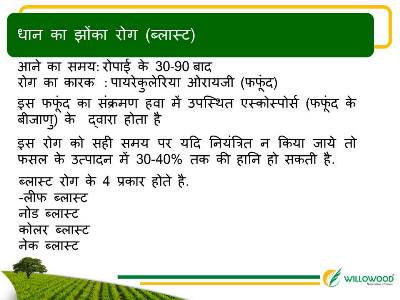 धान का झोंका रोग (ब्लास्ट)
आने का समय: रोपाई के 30-90 बाद
रोग का कारक : पायरेकुलेरिया ओरायजी (फफूंद)
इस फफूंद का संक्रमण हवा में उपस्थित एस्कोस्पोर्स (फफूंद के
बीजाणु) के द्वारा होता है
इस रोग को सही समय पर यदि नियंत्रित न किया जाये तो
फसल के उत्पादन में 30-40% तक की हानि हो सकती है.
ब्लास्ट रोग के 4 प्रकार होते है.
-लीफ ब्लास्ट
नोड ब्लास्ट
कोलर ब्लास्ट
नेक ब्लास्ट
WILLOWOOD